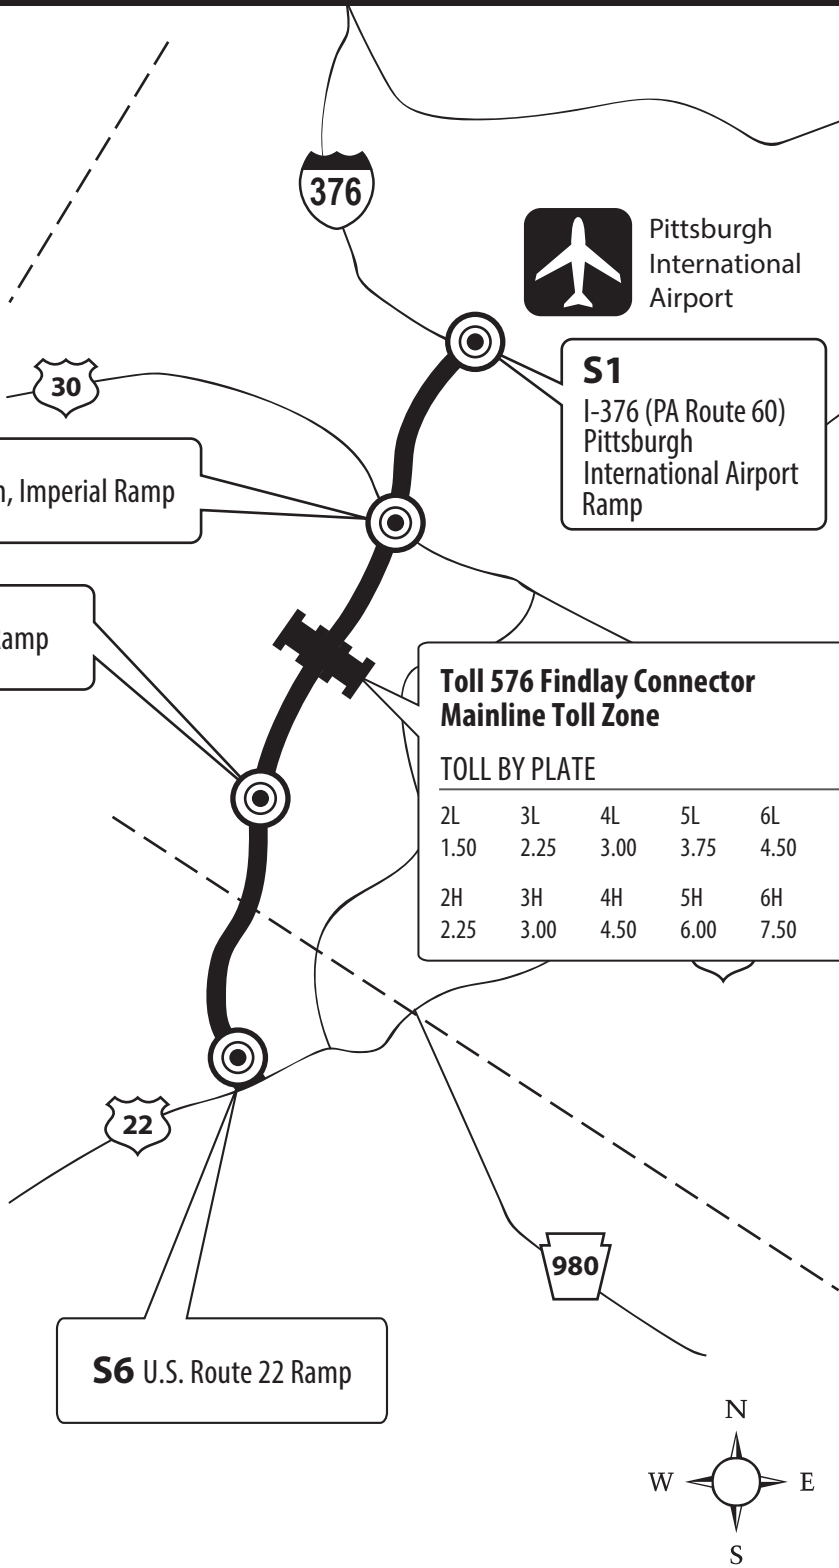 376
Pittsburgh
International
Airport
S1
I-376 (PA Route 60)
Pittsburgh
International Airport
Ramp
30
Imperial Ramp
Toll 576 Findlay Connector
Mainline Toll Zone
TOLL BY PLATE
2L 3L 4L 5L 6L
1.50 2.25 3.00 3.75 4.50
2H 3H 4H 5H 6H
2.25 3.00 4.50 6.00 7.50
22
980
S6 U.S. Route 22 Ramp
N
W E
S